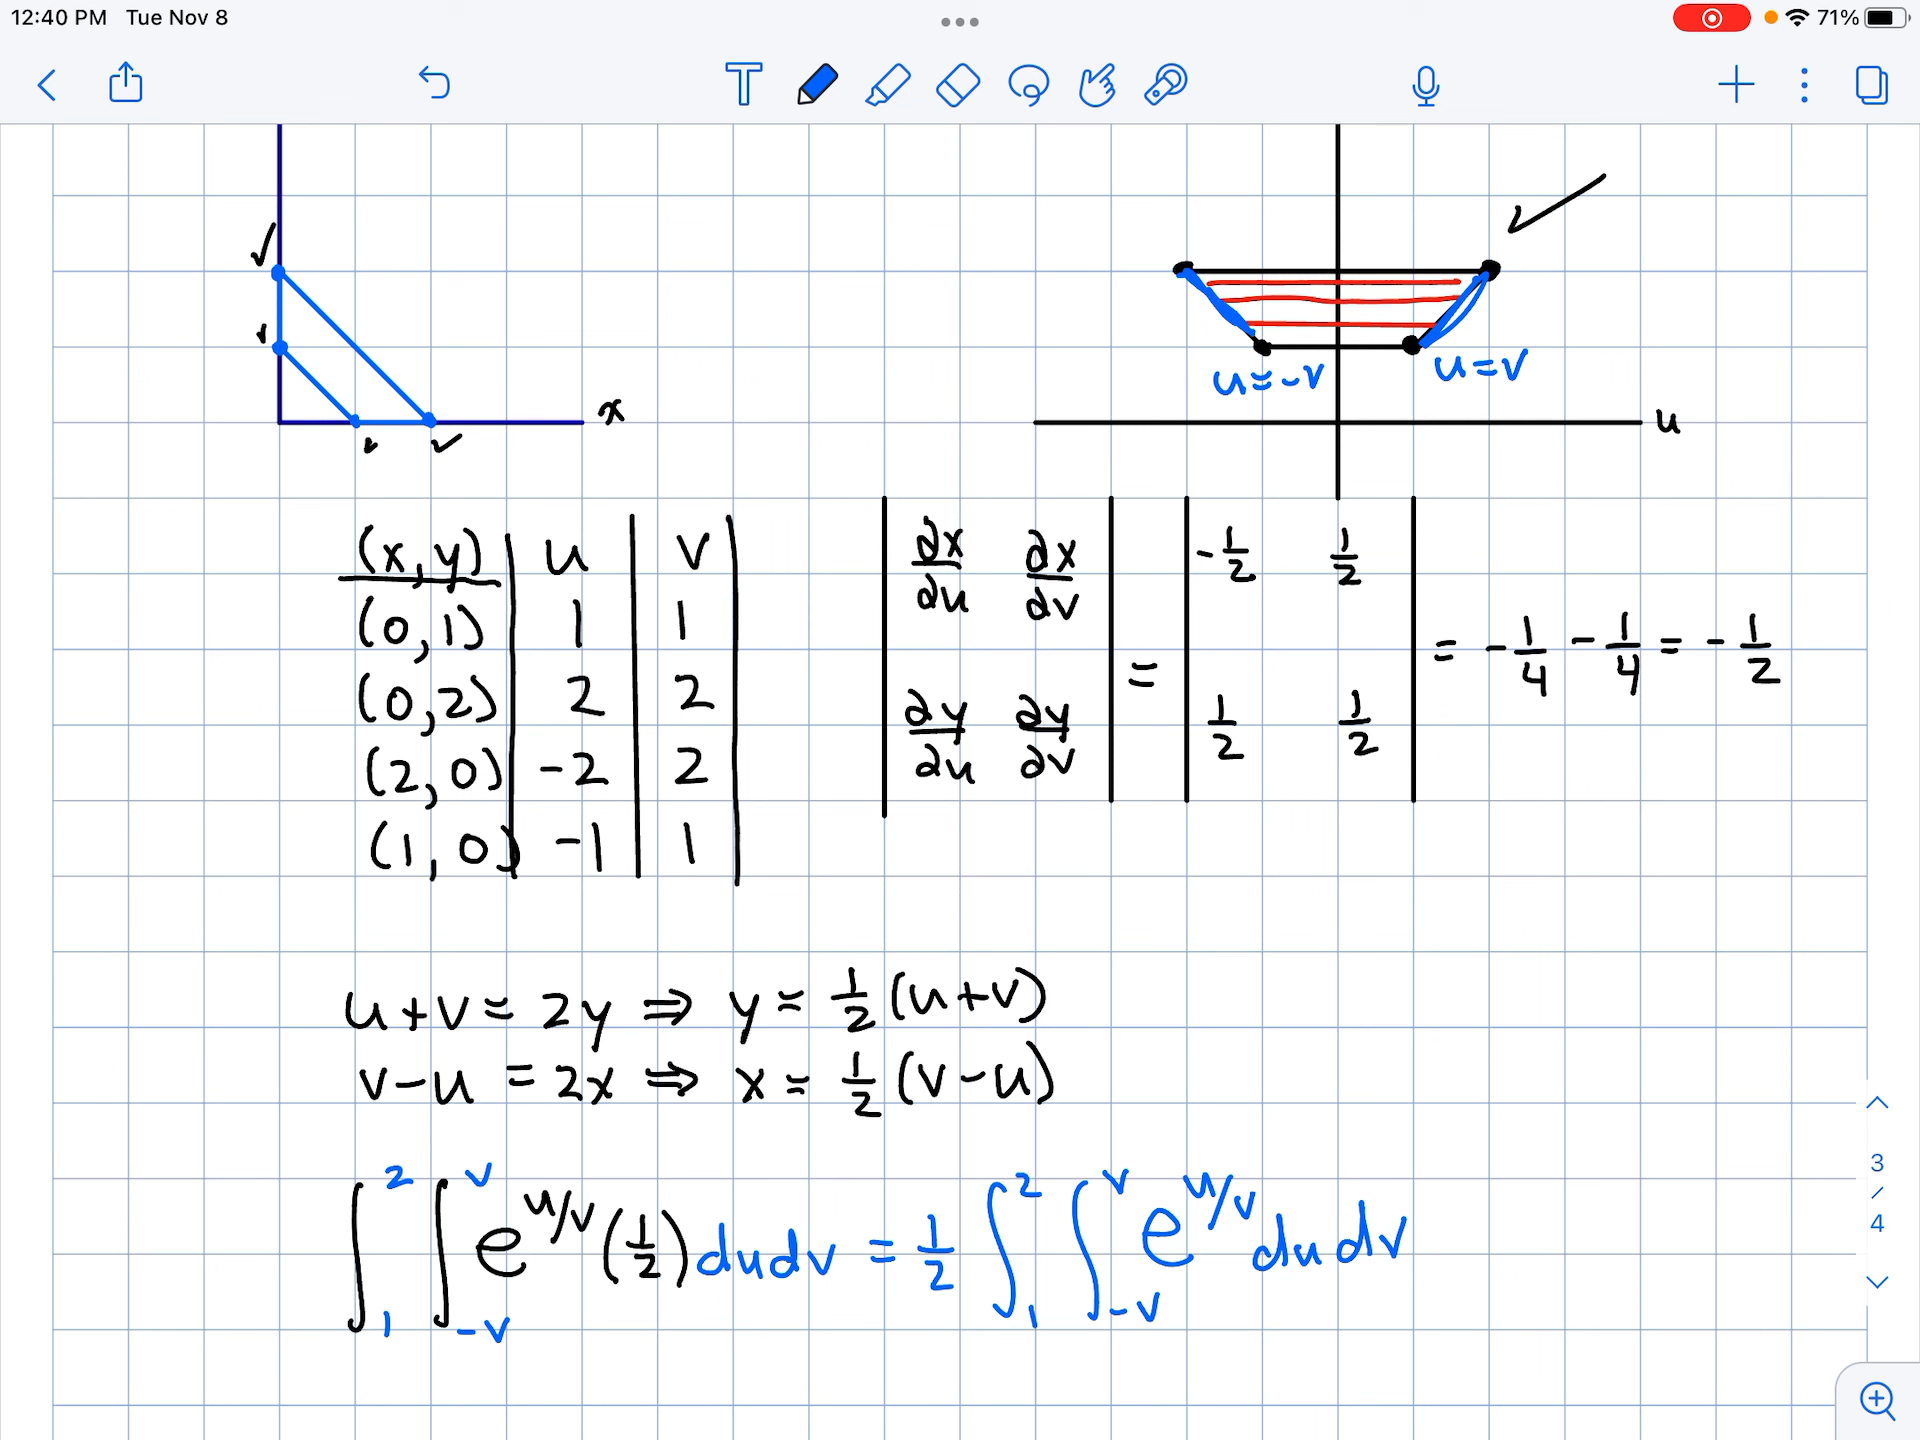 12:40 PM Tue Nov 8
71%
T
x
u = -v
u = v
u
(x, y) | u | v
(0, 1) | 1 | 1
(0, 2) | 2 | 2
(2, 0) | -2 | 2
(1, 0) | -1 | 1
| ∂x/∂u ∂x/∂v | = | -1/2 1/2 |
| ∂y/∂u ∂y/∂v | | 1/2 1/2 | = -1/4 - 1/4 = -1/2
u + v = 2y ⇒ y = 1/2 (u + v)
v - u = 2x ⇒ x = 1/2 (v - u)
∫_1^2 ∫_{-v}^{v} e^{u/v} (1/2) du dv = 1/2 ∫_1^2 ∫_{-v}^{v} e^{u/v} du dv
3
/
4